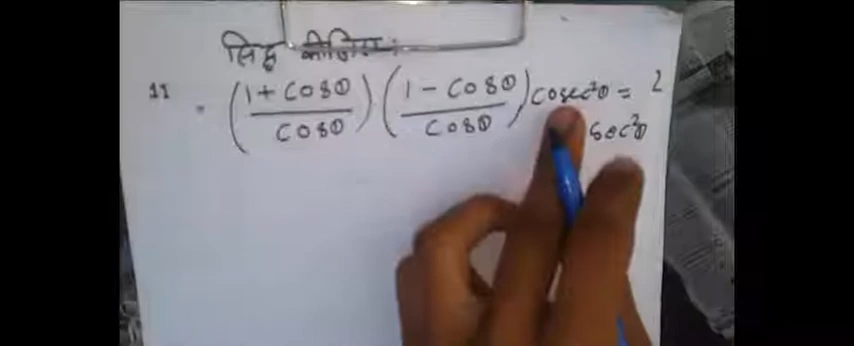 सिद्ध कीजिए:
11 (1 + cosθ / cosθ) (1 - cosθ / cosθ) cosec²θ = 2
sec²θ